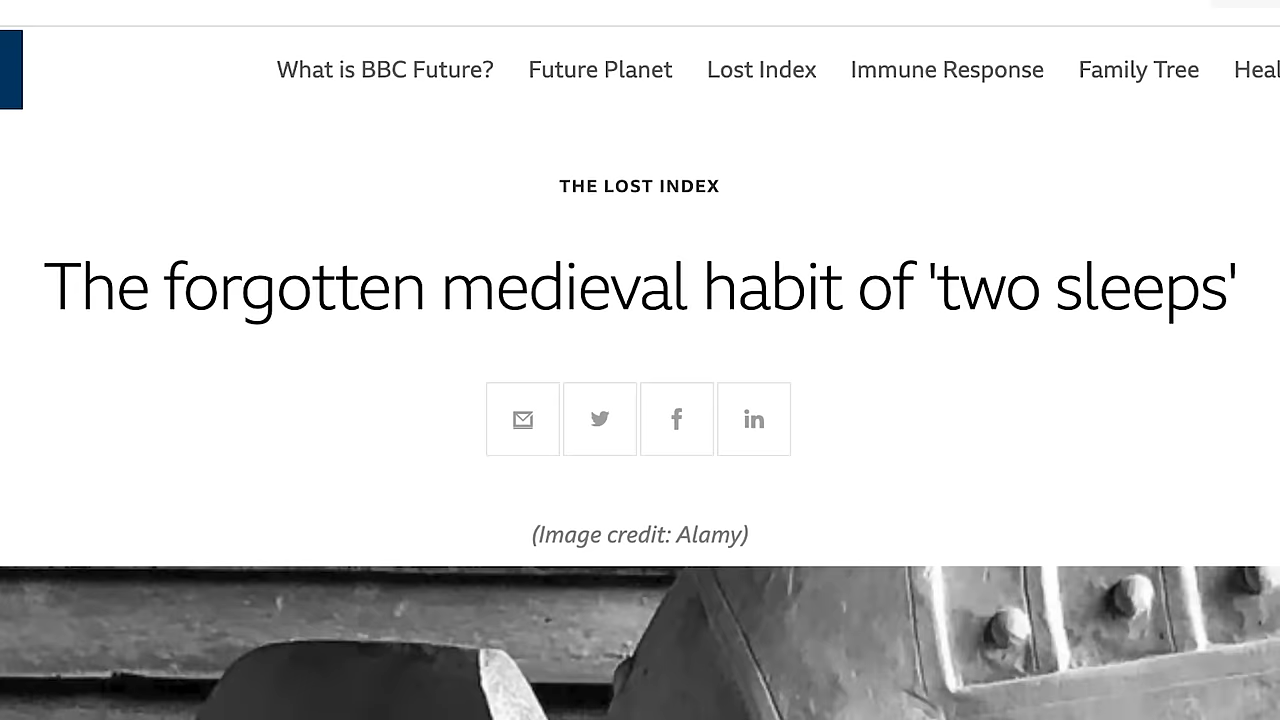 What is BBC Future? Future Planet Lost Index Immune Response Family Tree
THE LOST INDEX
The forgotten medieval habit of 'two sleeps'
(Image credit: Alamy)